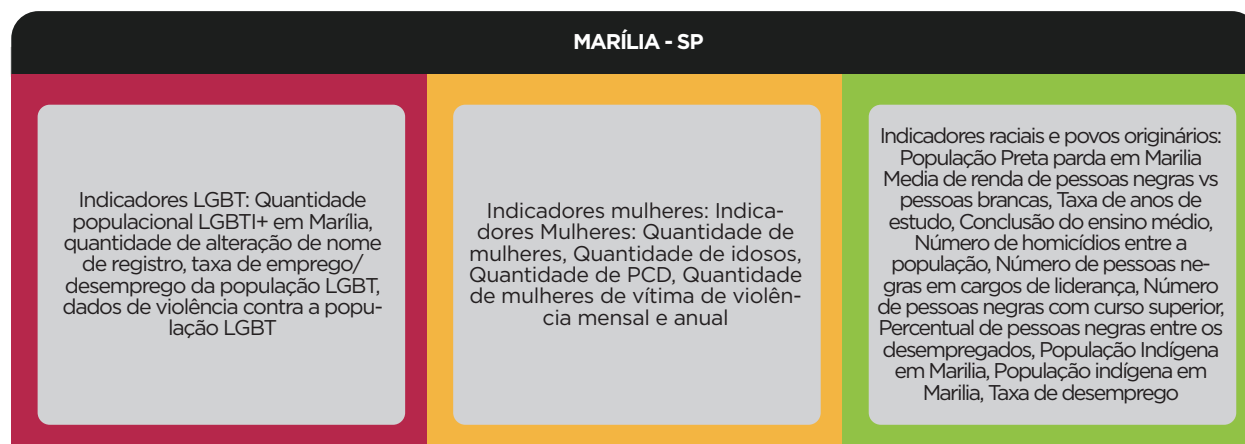 MARÍLIA - SP
Indicadores LGBT: Quantidade
populacional LGBTI+ em Marília,
quantidade de alteração de nome
de registro, taxa de emprego/
desemprego da população LGBT,
dados de violência contra a popu-
lação LGBT
Indicadores mulheres: Indica-
dores Mulheres: Quantidade de
mulheres, Quantidade de idosos,
Quantidade de PCD, Quantidade
de mulheres de vítima de violên-
cia mensal e anual
Indicadores raciais e povos originários:
População Preta parda em Marilia
Media de renda de pessoas negras vs
pessoas brancas, Taxa de anos de
estudo, Conclusão do ensino médio,
Número de homicídios entre a
população, Número de pessoas ne-
gras em cargos de liderança, Número
de pessoas negras com curso superior,
Percentual de pessoas negras entre os
desempregados, População Indígena
em Marilia, População indígena em
Marilia, Taxa de desemprego